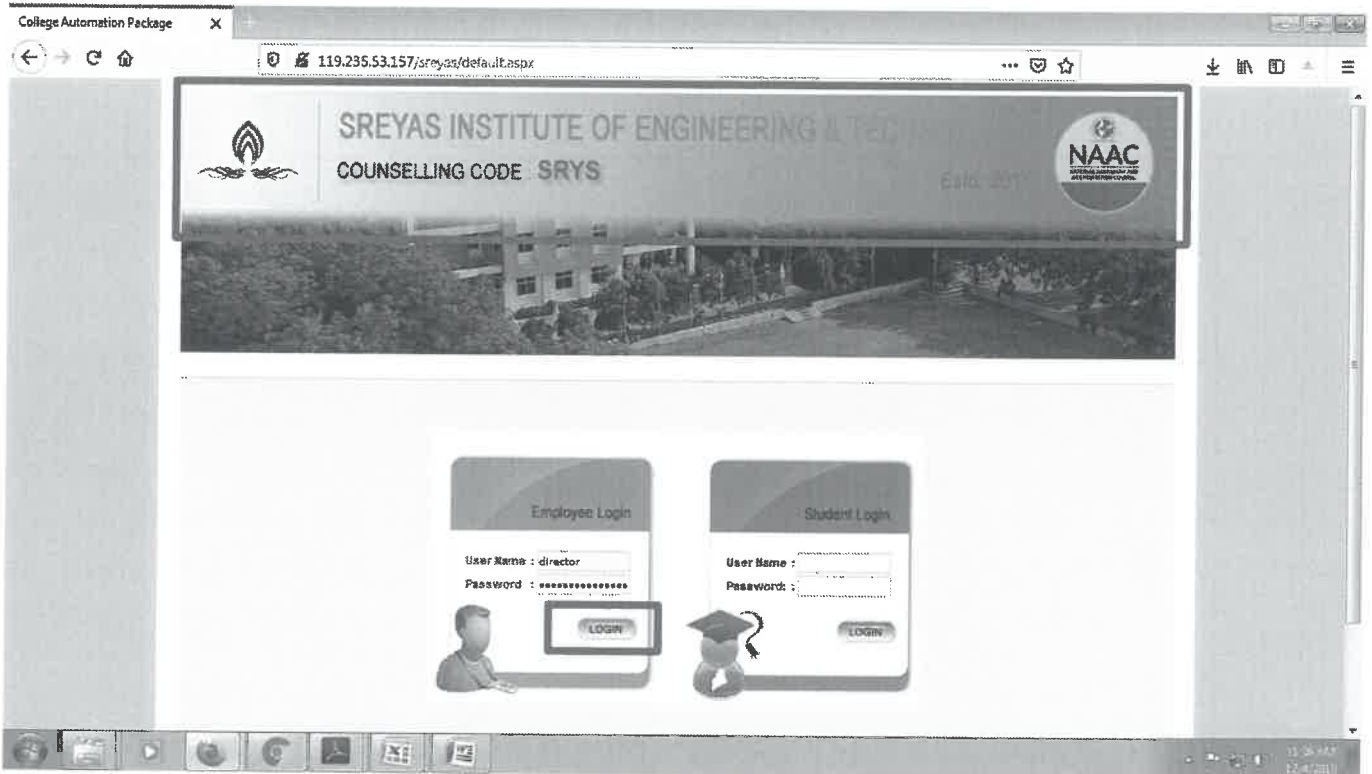 College Automation Package
119.235.53.157/sreyas/default.aspx
SREYAS INSTITUTE OF ENGINEERING &
COUNSELLING CODE SRYS
NAAC
Employee Login
Student Login
User Name : director
Password :
LOGIN
User Name :
Password :
LOGIN